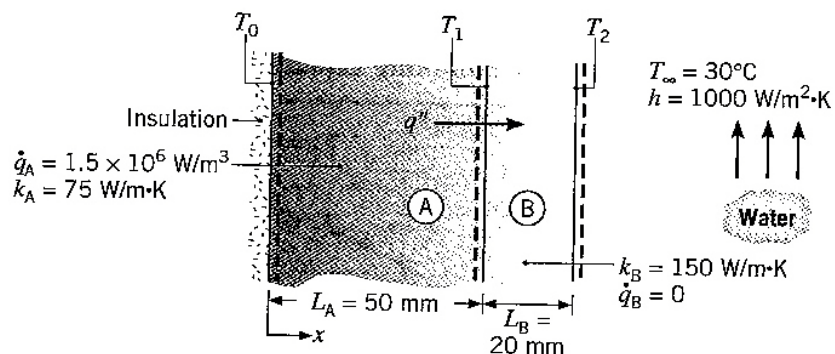 T₀
T₁
T₂
T∞ = 30°C
h = 1000 W/m²·K
Insulation
q″
q̇A = 1.5 × 10⁶ W/m³
kA = 75 W/m·K
A
B
Water
kB = 150 W/m·K
q̇B = 0
LA = 50 mm
LB =
20 mm
x